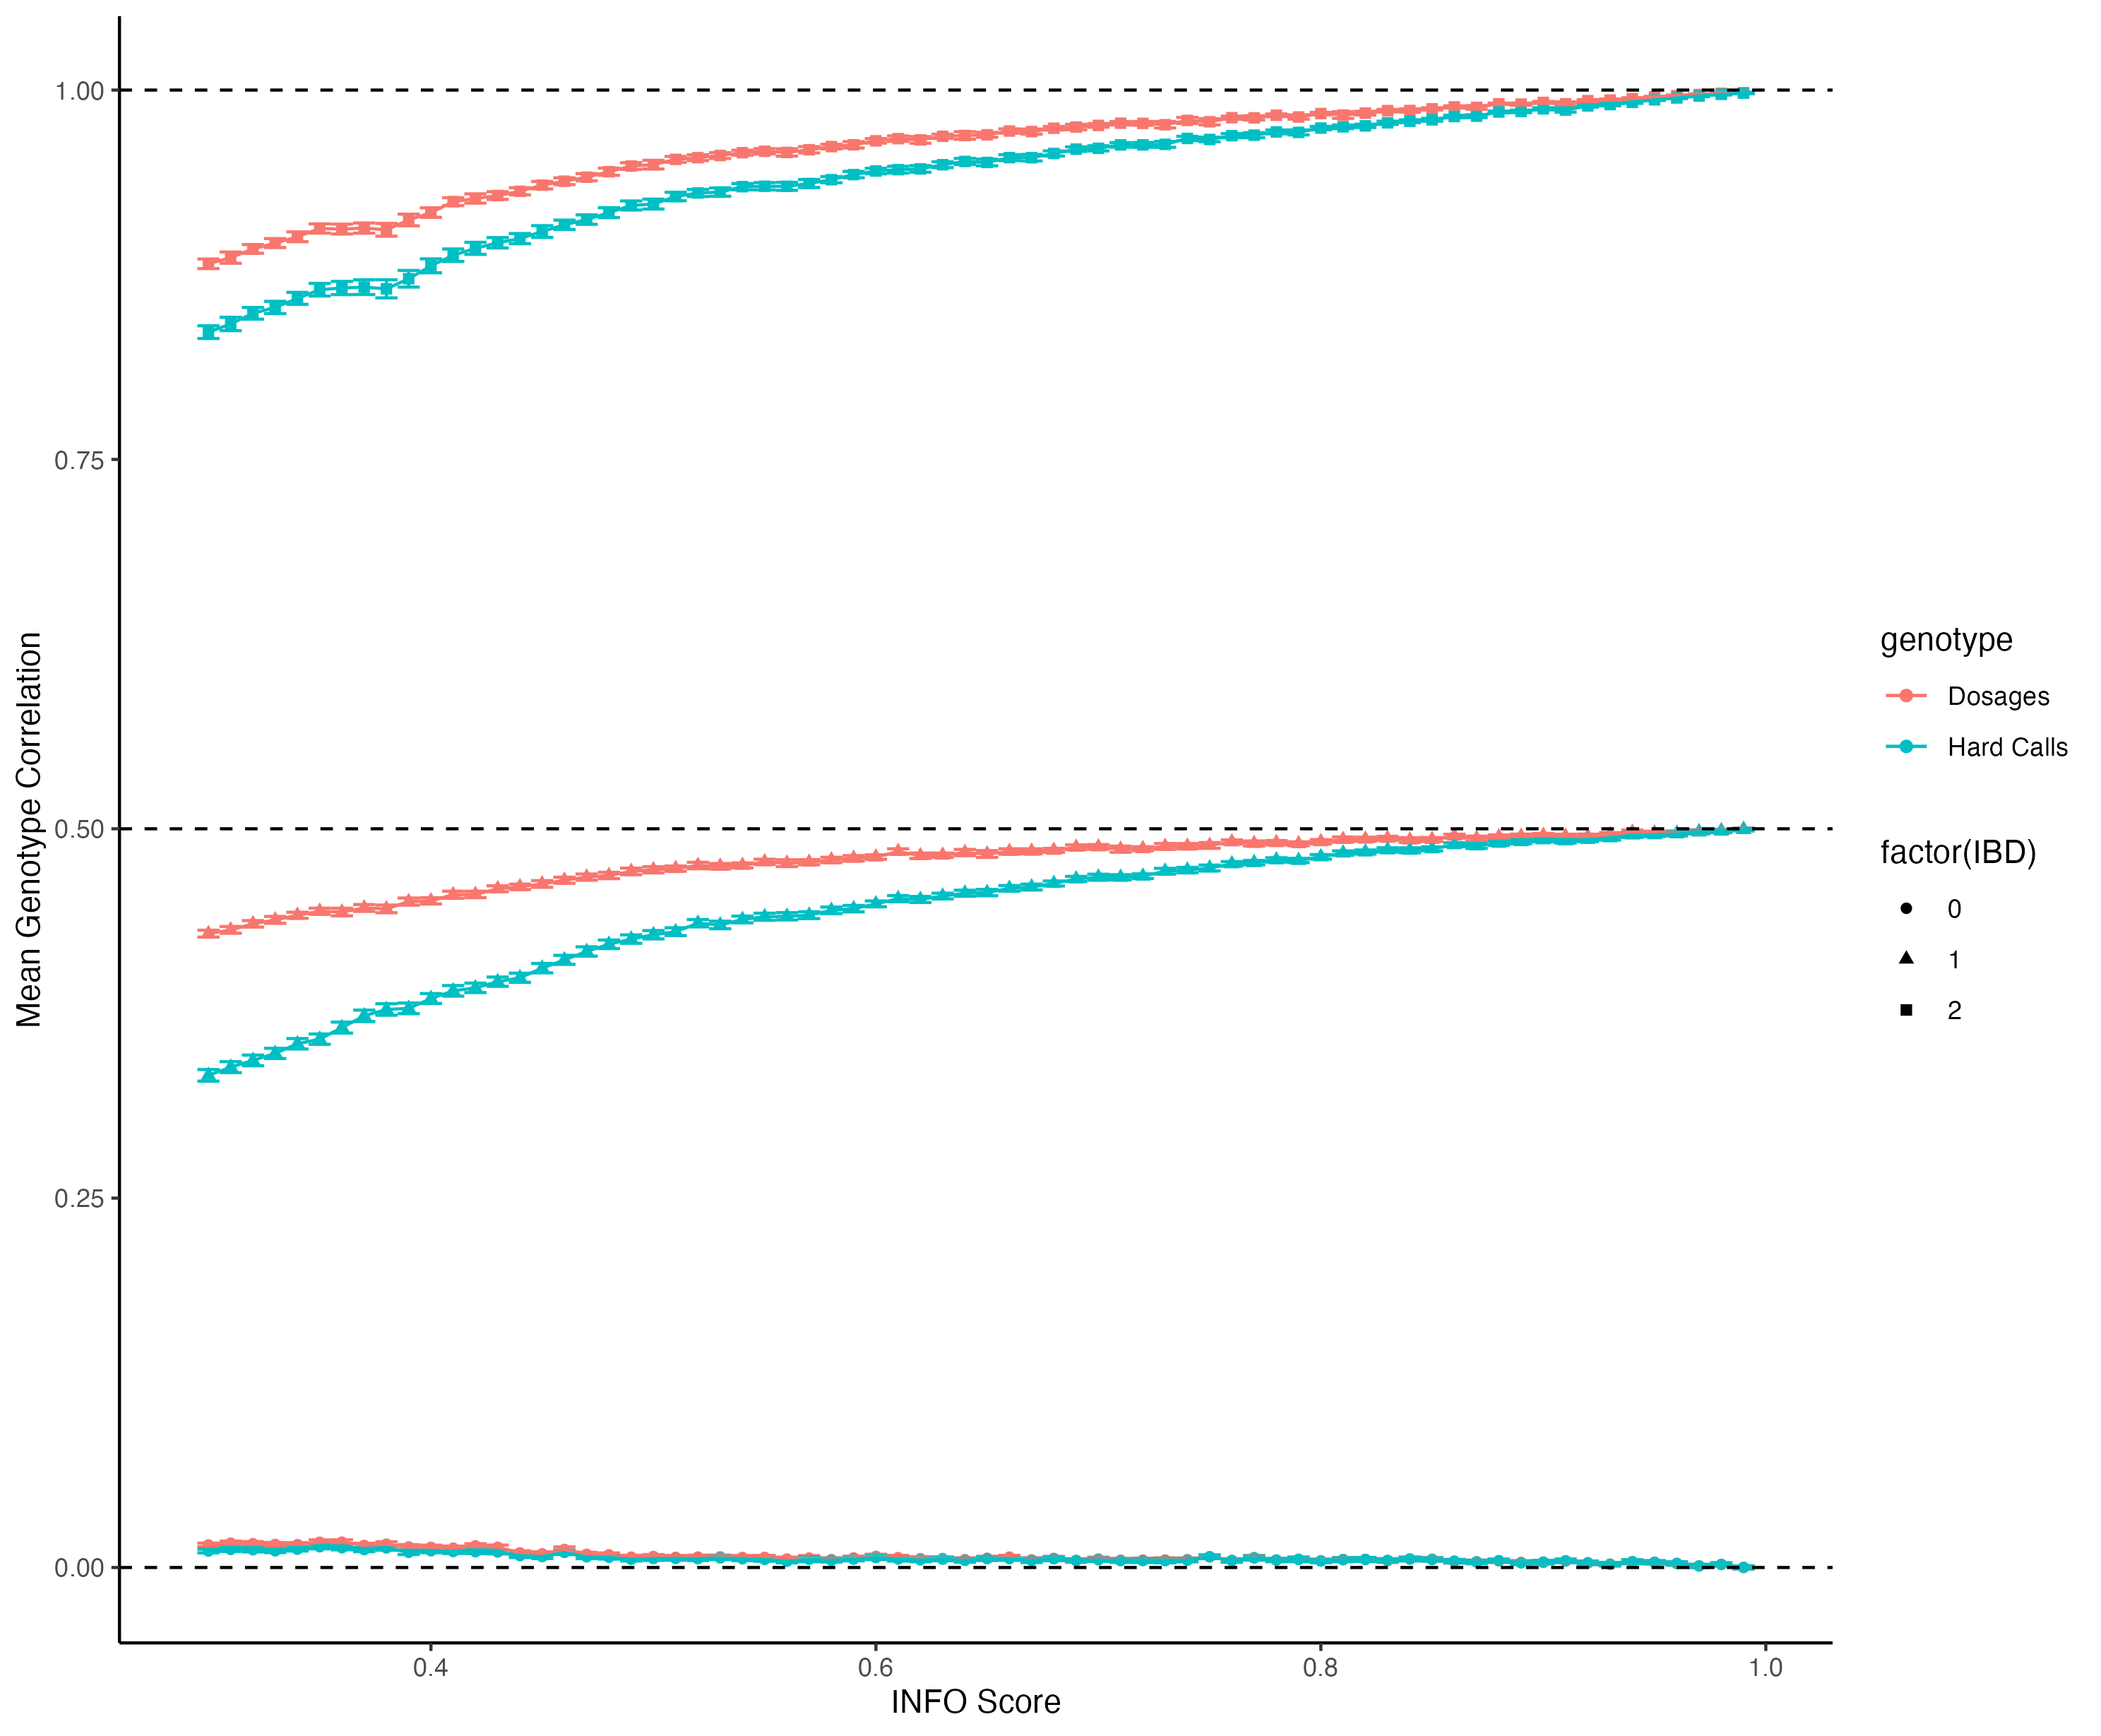 1.00
0.75
0.50
0.25
0.00
Mean Genotype Correlation
0.4
0.6
0.8
1.0
INFO Score
genotype
Dosages
Hard Calls
factor(IBD)
0
1
2